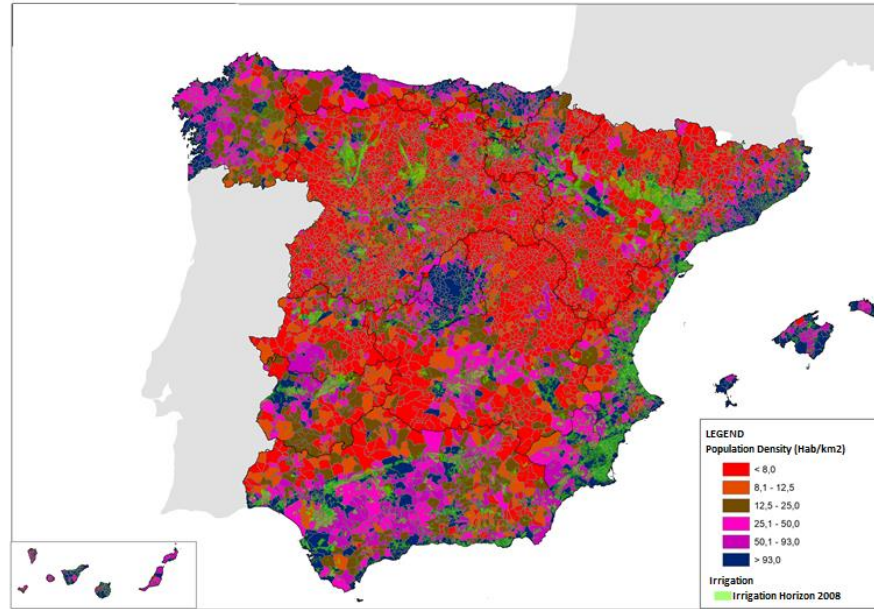 LEGEND
Population Density (Hab/km2)
< 8,0
8,1 - 12,5
12,5 - 25,0
25,1 - 50,0
50,1 - 93,0
> 93,0
Irrigation
Irrigation Horizon 2008